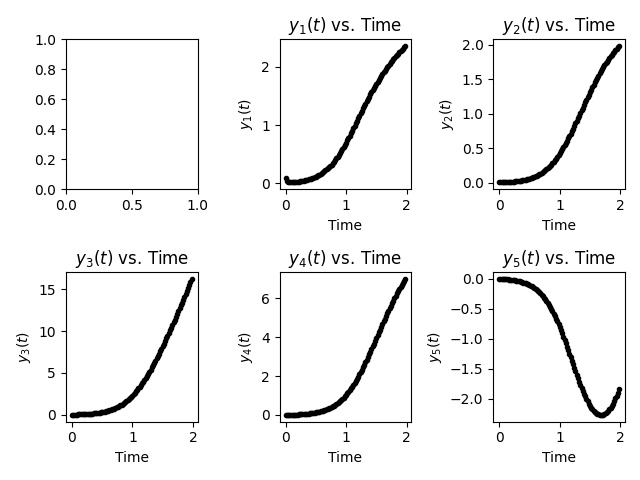 1.0
0.8
0.6
0.4
0.2
0.0
0.0 0.5 1.0
y₁(t) vs. Time
y₁(t)
2
1
0
0 1 2
Time
y₂(t) vs. Time
y₂(t)
2.0
1.5
1.0
0.5
0.0
0 1 2
Time
y₃(t) vs. Time
y₃(t)
15
10
5
0
0 1 2
Time
y₄(t) vs. Time
y₄(t)
6
4
2
0
0 1 2
Time
y₅(t) vs. Time
y₅(t)
0.0
−0.5
−1.0
−1.5
−2.0
0 1 2
Time